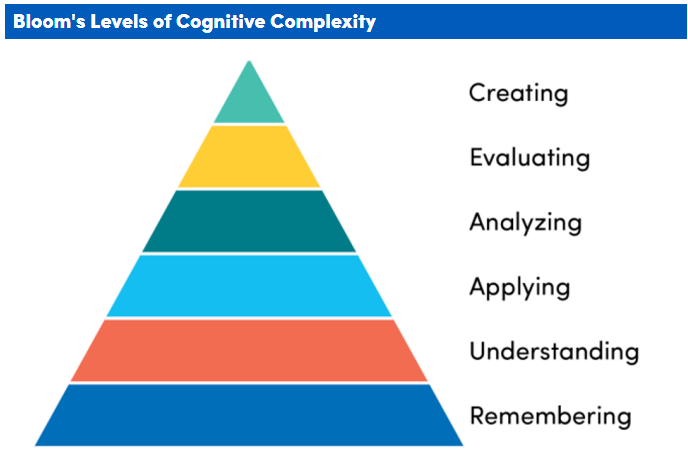 Bloom's Levels of Cognitive Complexity
Creating
Evaluating
Analyzing
Applying
Understanding
Remembering